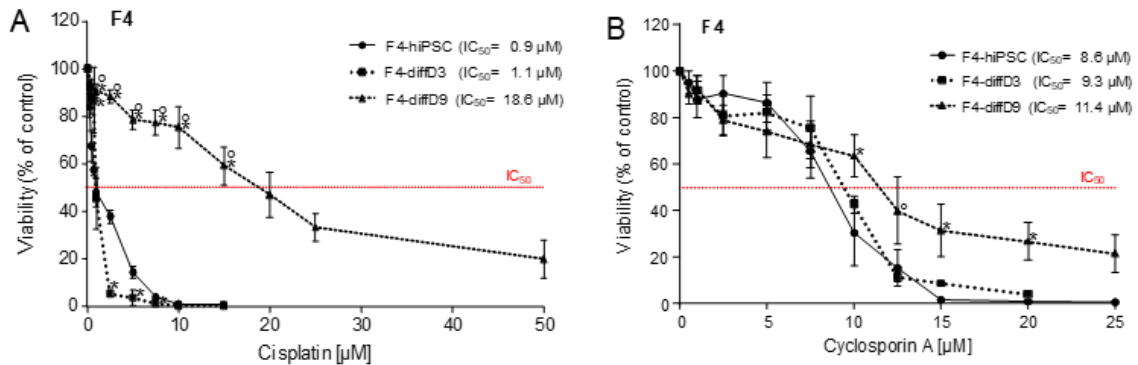 A
F4
F4-hiPSC (IC50= 0.9 µM)
F4-diffD3 (IC50= 1.1 µM)
F4-diffD9 (IC50= 18.6 µM)
Viability (% of control)
120
100
80
60
40
20
0
IC50
° * ° * ° * ° * ° * ° *
* * *
0 10 20 30 40 50
Cisplatin [µM]
B
F4
F4-hiPSC (IC50= 8.6 µM)
F4-diffD3 (IC50= 9.3 µM)
F4-diffD9 (IC50= 11.4 µM)
Viability (% of control)
120
100
80
60
40
20
0
IC50
* ° * *
0 5 10 15 20 25
Cyclosporin A [µM]